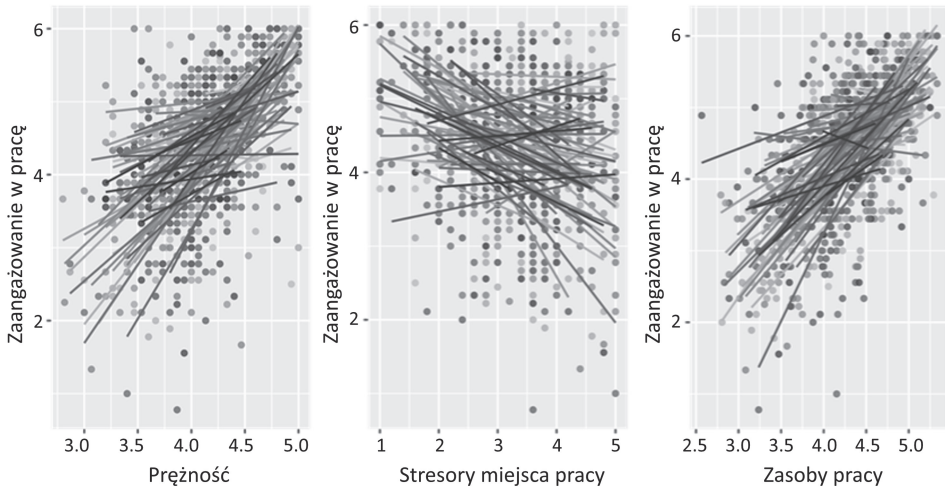 Zaangażowanie w pracę
6
4
2
3.0 3.5 4.0 4.5 5.0
Prężność
Zaangażowanie w pracę
6
4
2
1 2 3 4 5
Stresory miejsca pracy
Zaangażowanie w pracę
6
4
2
2.5 3.0 3.5 4.0 4.5 5.0
Zasoby pracy